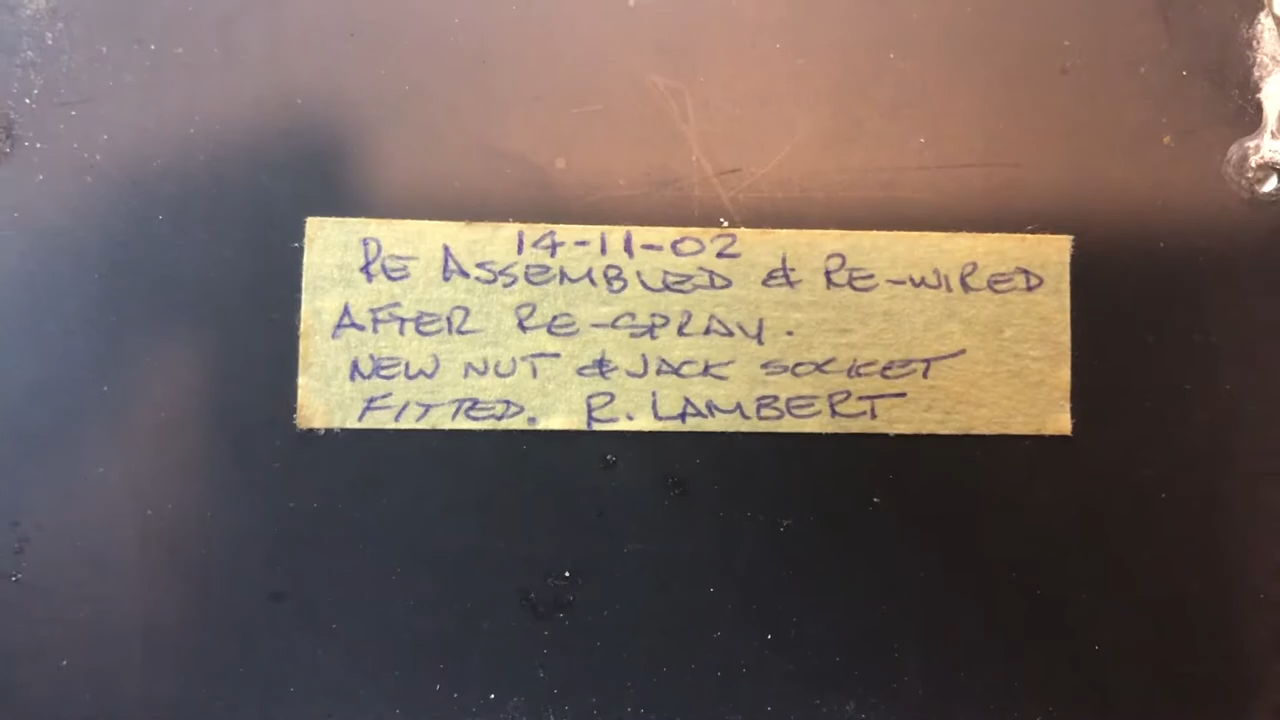 14-11-02
RE ASSEMBLED & RE-WIRED
AFTER RE-SPRAY.
NEW NUT & JACK SOCKET
FITTED. R. LAMBERT